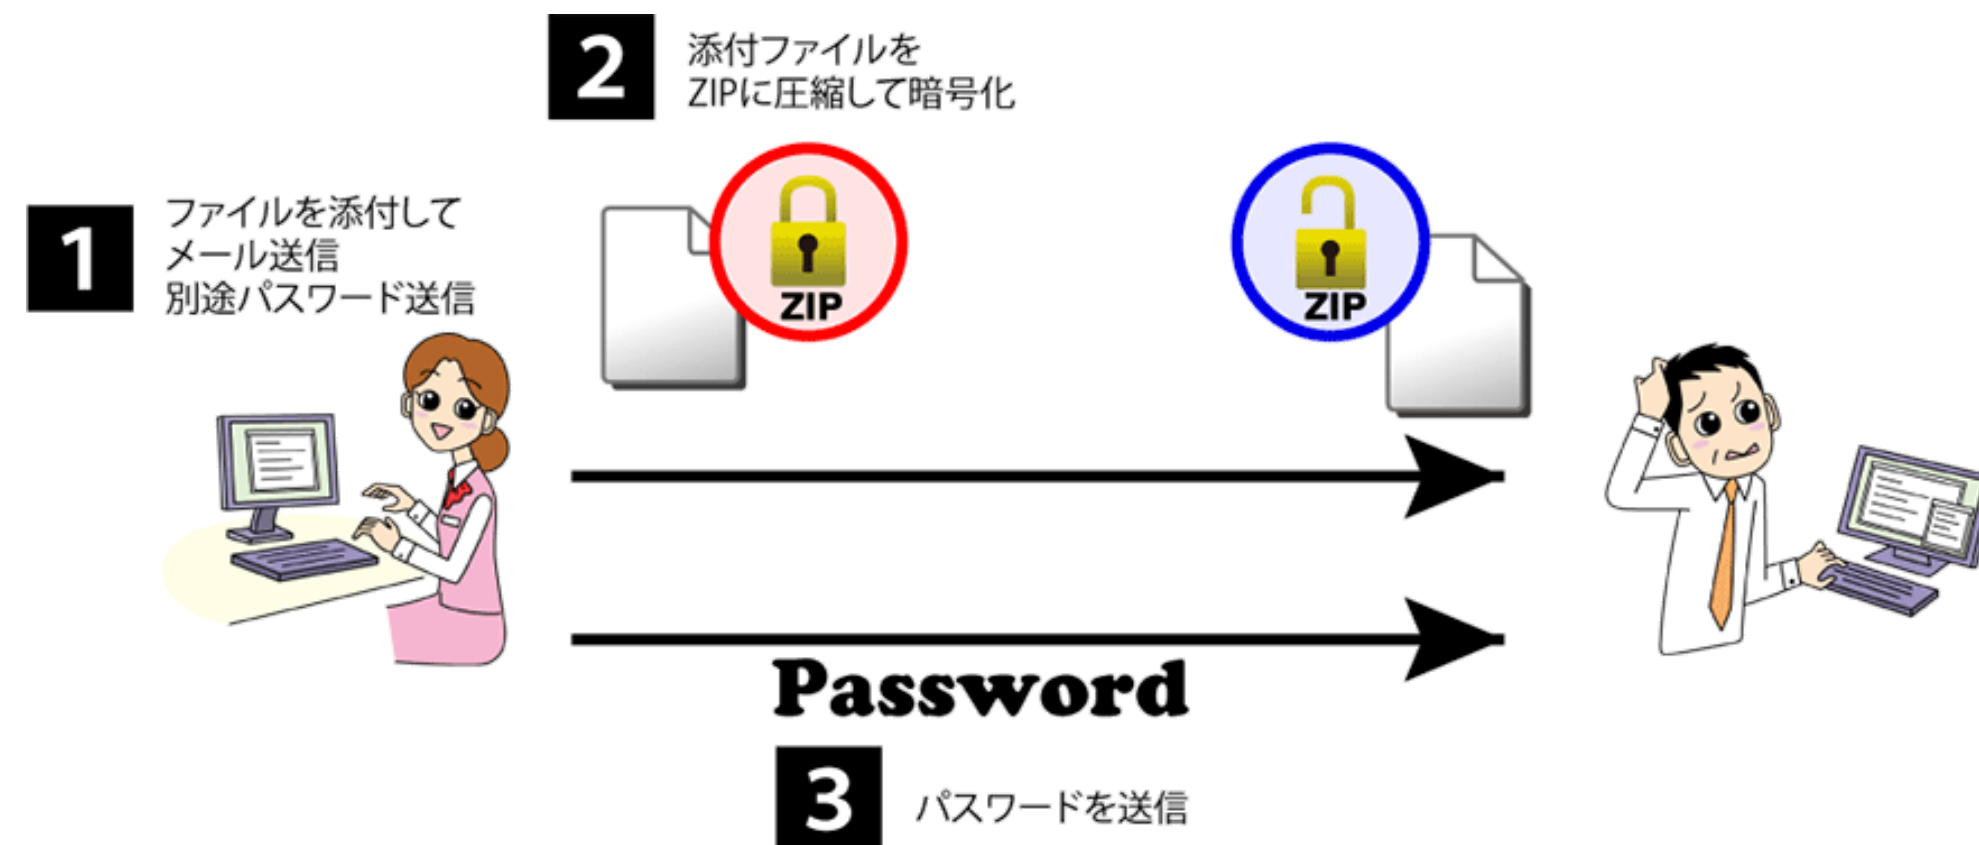 1
ファイルを添付して
メール送信
別途パスワード送信
2
添付ファイルを
ZIPに圧縮して暗号化
ZIP
ZIP
Password
3
パスワードを送信